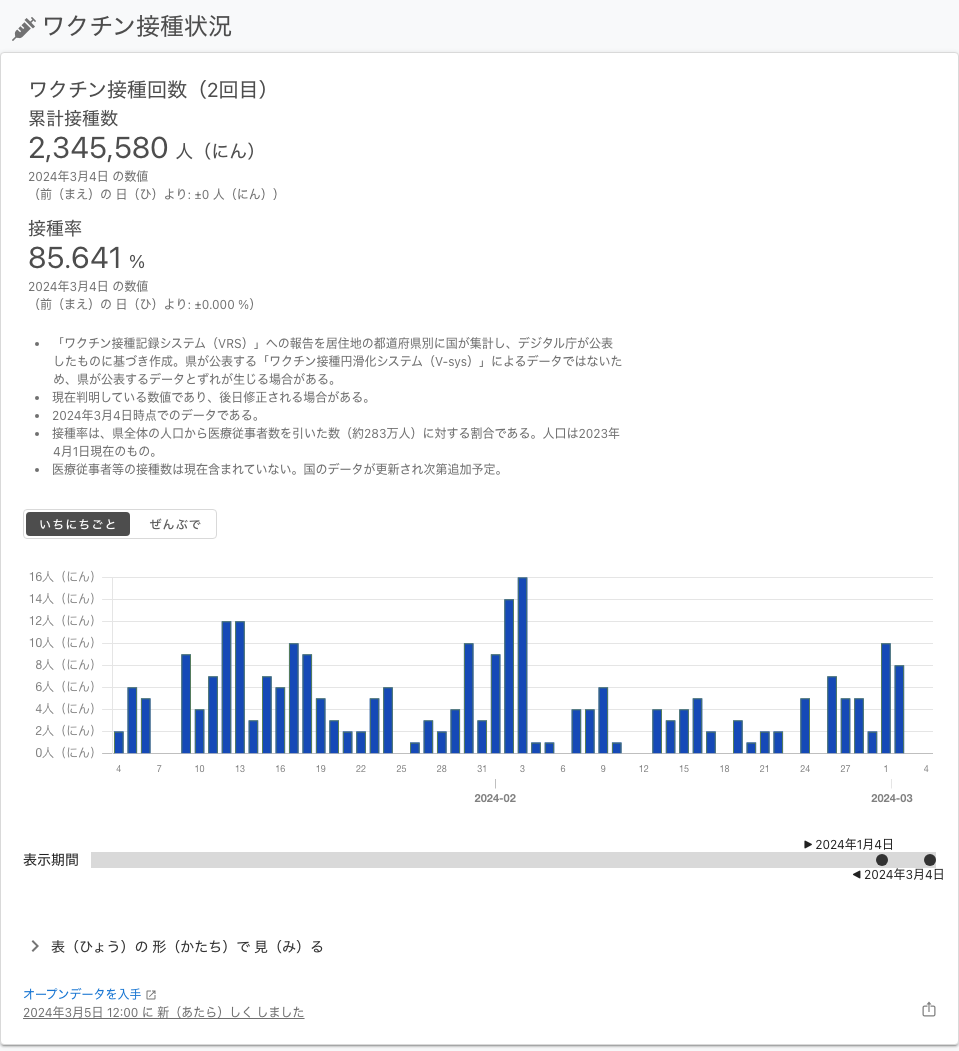 ワクチン接種状況
ワクチン接種回数（2回目）
累計接種数
2,345,580 人（にん）
2024年3月4日 の数値
（前（まえ）の 日（ひ）より: ±0 人（にん））
接種率
85.641 %
2024年3月4日 の数値
（前（まえ）の 日（ひ）より: ±0.000 %）
• 「ワクチン接種記録システム（VRS）」への報告を居住地の都道府県別に国が集計し、デジタル庁が公表
したものに基づき作成。県が公表する「ワクチン接種円滑化システム（V-sys）」によるデータではないた
め、県が公表するデータとずれが生じる場合がある。
• 現在判明している数値であり、後日修正される場合がある。
• 2024年3月4日時点でのデータである。
• 接種率は、県全体の人口から医療従事者数を引いた数（約283万人）に対する割合である。人口は2023年
4月1日現在のもの。
• 医療従事者等の接種数は現在含まれていない。国のデータが更新され次第追加予定。
いちにちごと ぜんぶで
16人（にん）
14人（にん）
12人（にん）
10人（にん）
8人（にん）
6人（にん）
4人（にん）
2人（にん）
0人（にん）
4 7 10 13 16 19 22 25 28 31 3 6 9 12 15 18 21 24 27 1 4
2024-02 2024-03
▶ 2024年1月4日
表示期間
◀ 2024年3月4日
表（ひょう）の 形（かたち）で 見（み）る
オープンデータを入手
2024年3月5日 12:00 に 新（あたら）しく しました